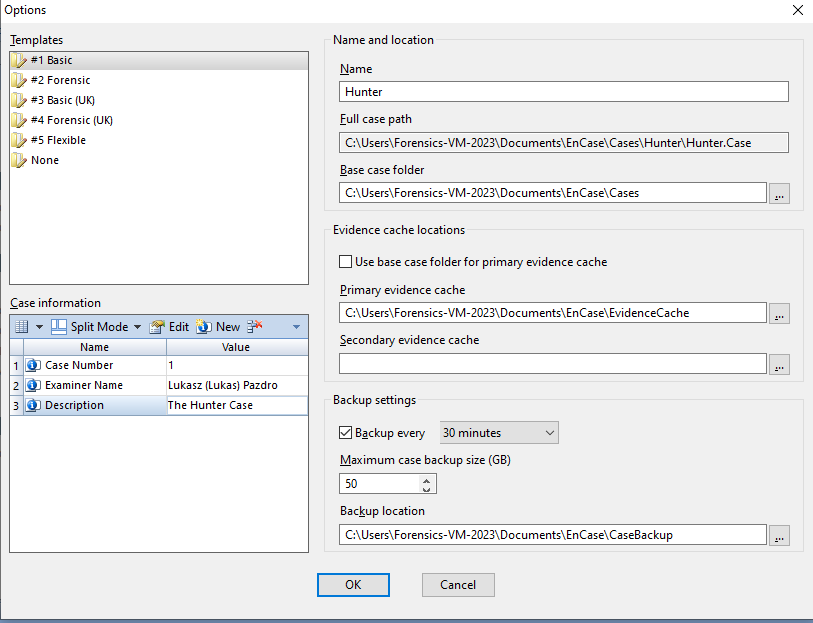 Options
Templates
#1 Basic
#2 Forensic
#3 Basic (UK)
#4 Forensic (UK)
#5 Flexible
None
Case information
Split Mode Edit New
Name Value
1 Case Number 1
2 Examiner Name Lukasz (Lukas) Pazdro
3 Description The Hunter Case
Name and location
Name
Hunter
Full case path
C:\Users\Forensics-VM-2023\Documents\EnCase\Cases\Hunter\Hunter.Case
Base case folder
C:\Users\Forensics-VM-2023\Documents\EnCase\Cases
...
Evidence cache locations
Use base case folder for primary evidence cache
Primary evidence cache
C:\Users\Forensics-VM-2023\Documents\EnCase\EvidenceCache
...
Secondary evidence cache
...
Backup settings
Backup every 30 minutes
Maximum case backup size (GB)
50
Backup location
C:\Users\Forensics-VM-2023\Documents\EnCase\CaseBackup
...
OK Cancel